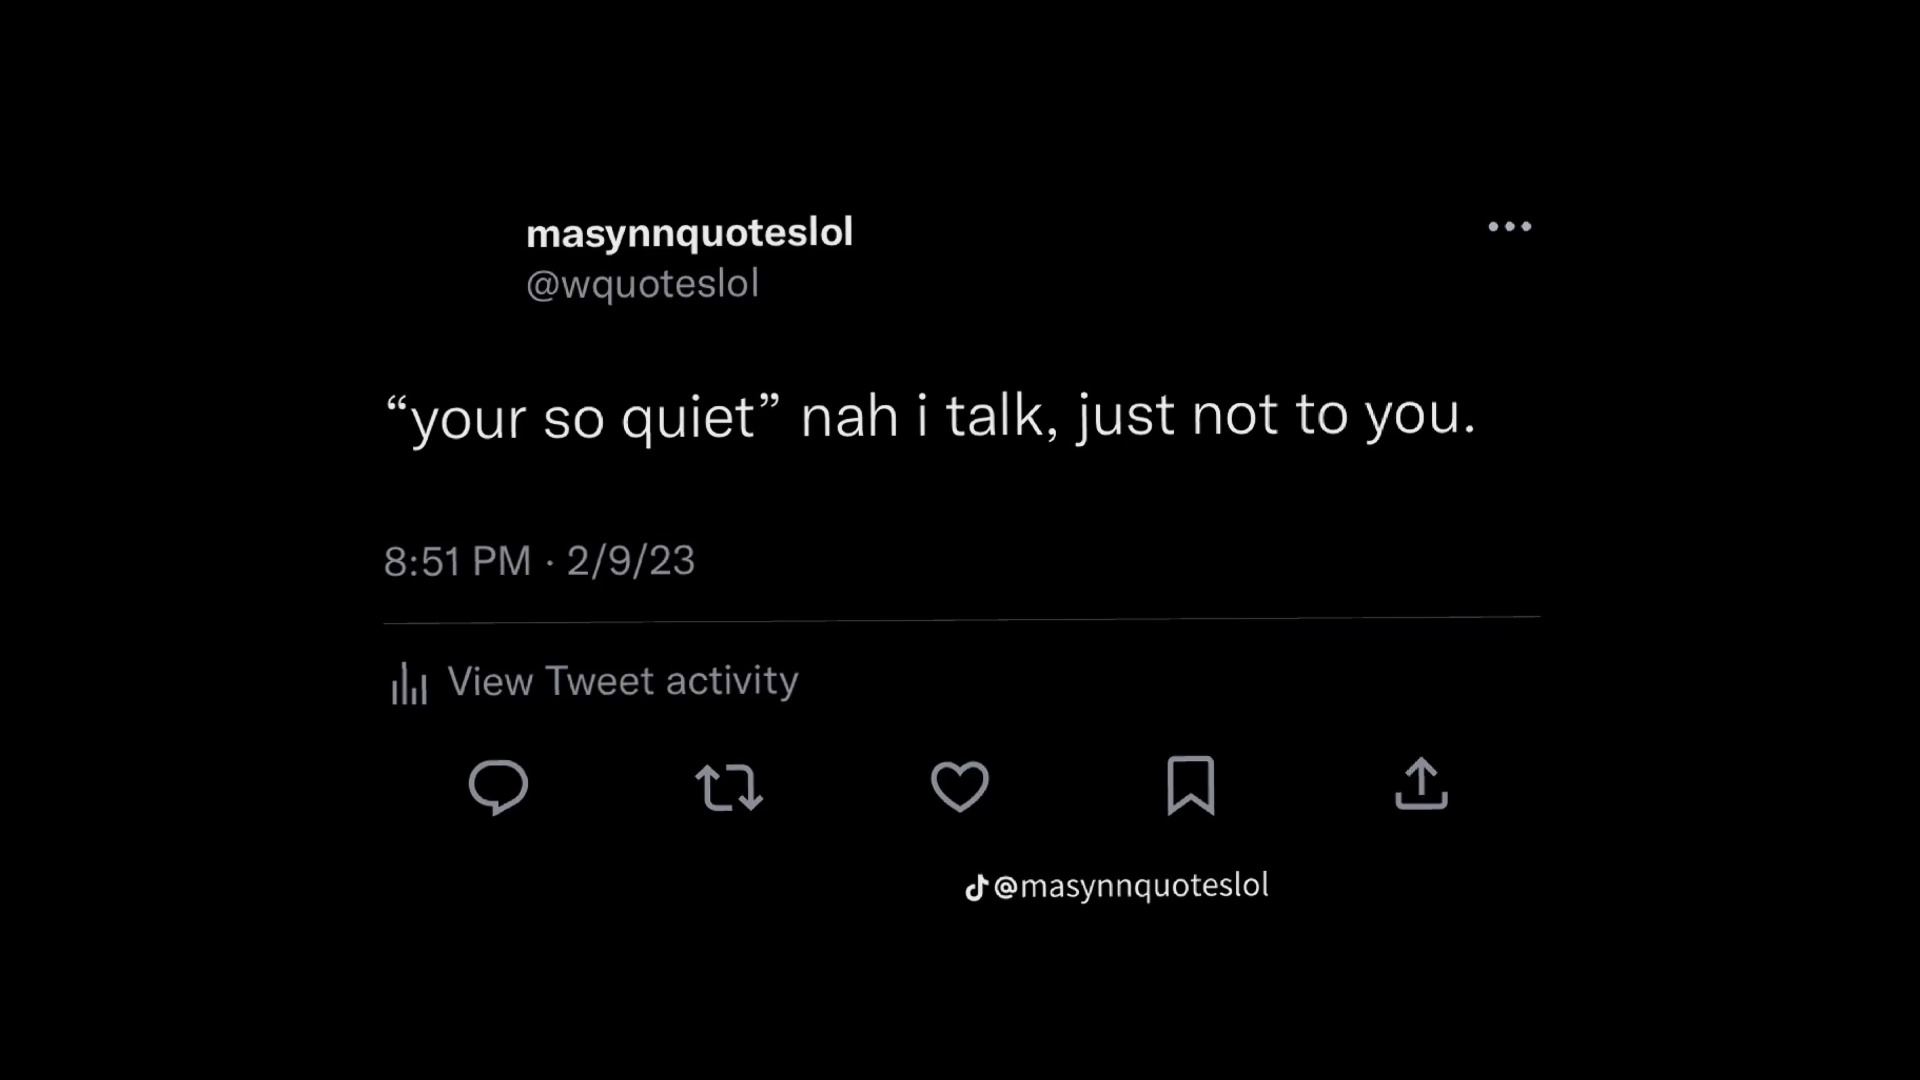 masynnquoteslol
@wquoteslol
“your so quiet” nah i talk, just not to you.
8:51 PM · 2/9/23
View Tweet activity
@masynnquoteslol